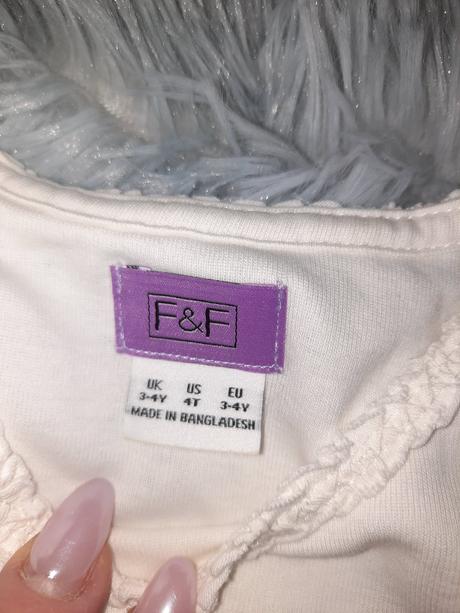 F&F
UK US EU
3-4Y 4T 3-4Y
MADE IN BANGLADESH